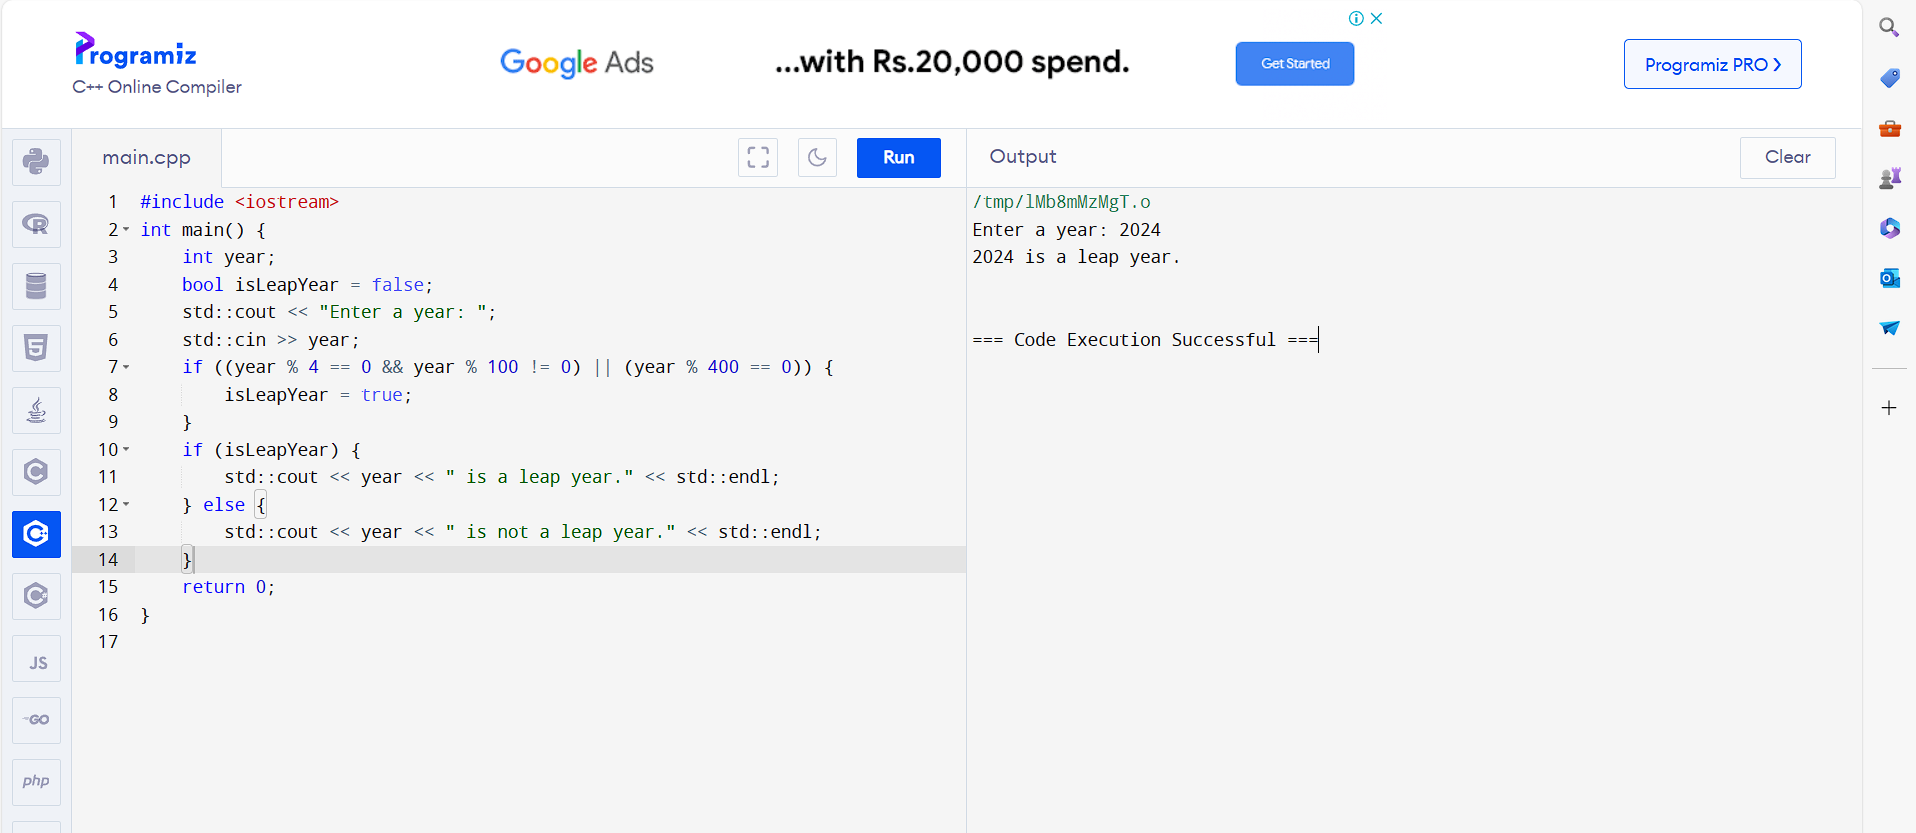 Programiz
C++ Online Compiler
Google Ads
...with Rs.20,000 spend.
Get Started
Programiz PRO ›
main.cpp
Run
Output
Clear
1 #include <iostream>
2 int main() {
3     int year;
4     bool isLeapYear = false;
5     std::cout << "Enter a year: ";
6     std::cin >> year;
7     if ((year % 4 == 0 && year % 100 != 0) || (year % 400 == 0)) {
8         isLeapYear = true;
9     }
10     if (isLeapYear) {
11         std::cout << year << " is a leap year." << std::endl;
12     } else {
13         std::cout << year << " is not a leap year." << std::endl;
14     }
15     return 0;
16 }
17
/tmp/lMb8mMzMgT.o
Enter a year: 2024
2024 is a leap year.
=== Code Execution Successful ===
R
5
C
C++
C#
JS
GO
php